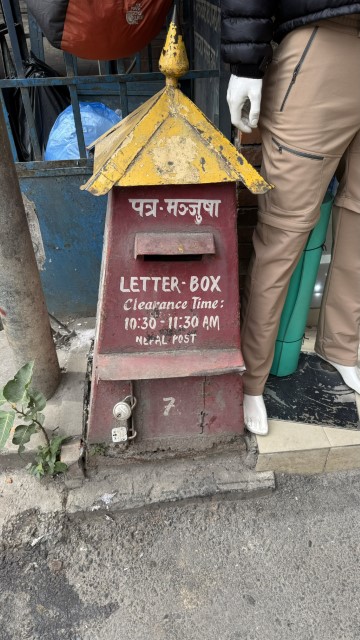 पत्र-मञ्जुषा
LETTER-BOX
Clearance Time:
10:30-11:30 AM
NEPAL POST
7